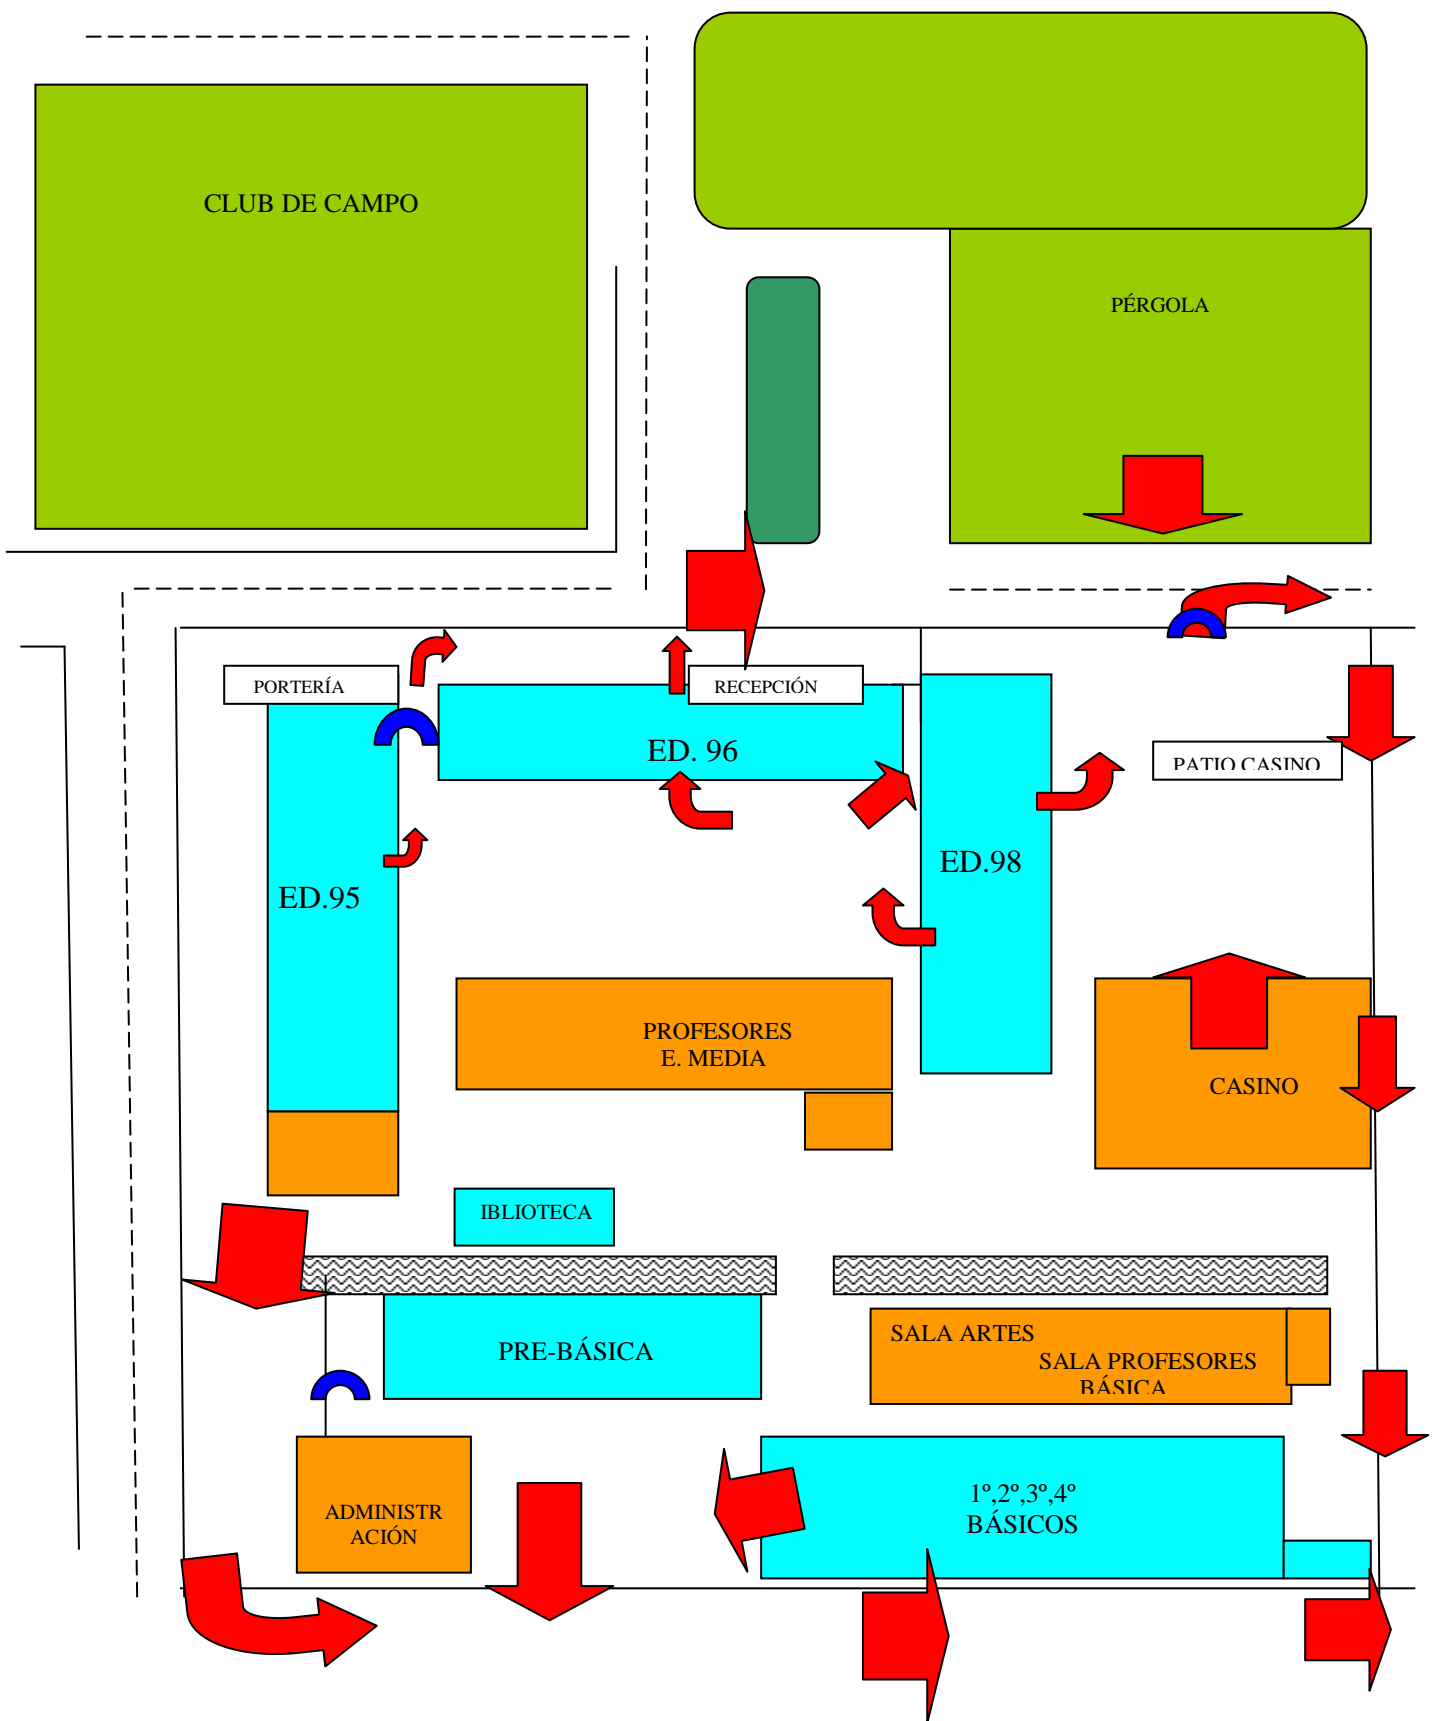 CLUB DE CAMPO
PÉRGOLA
PORTERÍA
RECEPCIÓN
ED. 96
PATIO CASINO
ED.98
ED.95
PROFESORES
E. MEDIA
CASINO
IBLIOTECA
SALA ARTES
PRE-BÁSICA
SALA PROFESORES
BÁSICA
1º,2º,3º,4º
BÁSICOS
ADMINISTR
ACIÓN